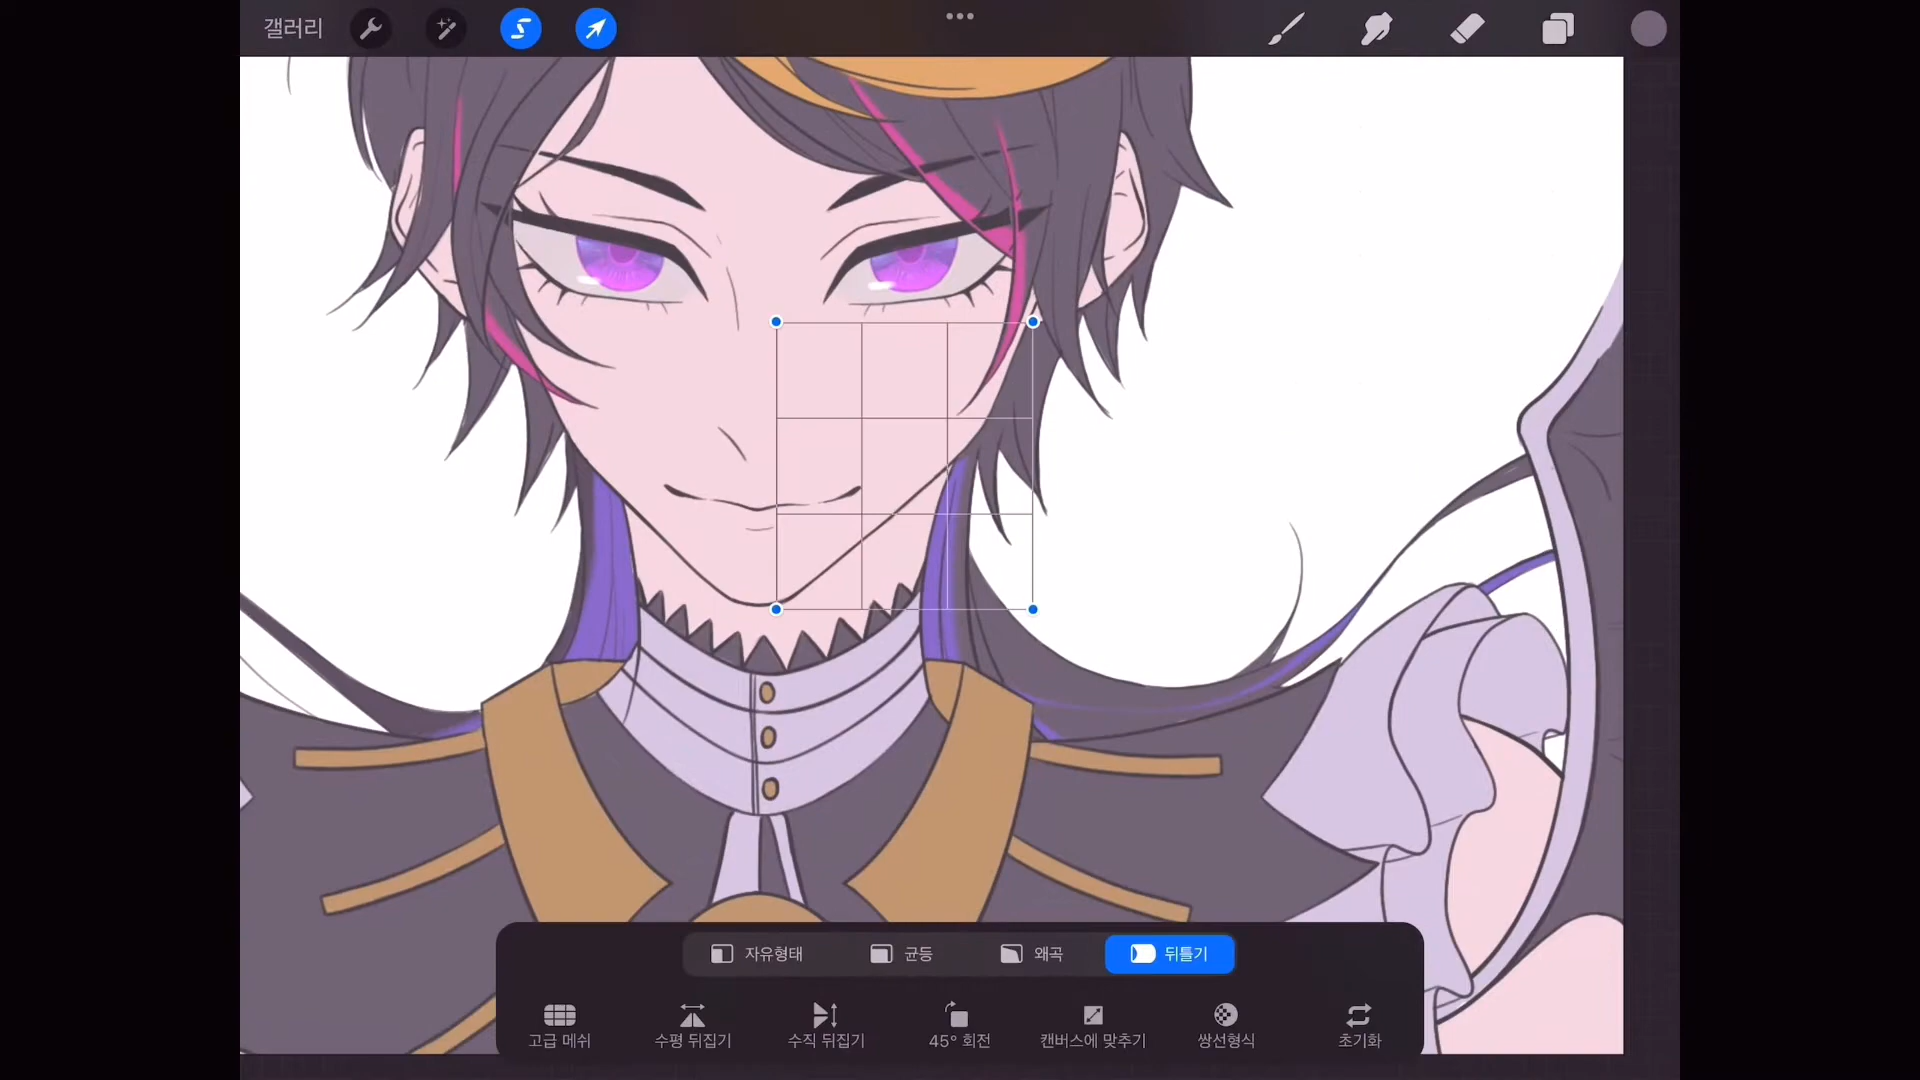 갤러리
자유형태 균등 왜곡 뒤틀기
고급 메쉬 수평 뒤집기 수직 뒤집기 45° 회전 캔버스에 맞추기 쌍선형식 초기화